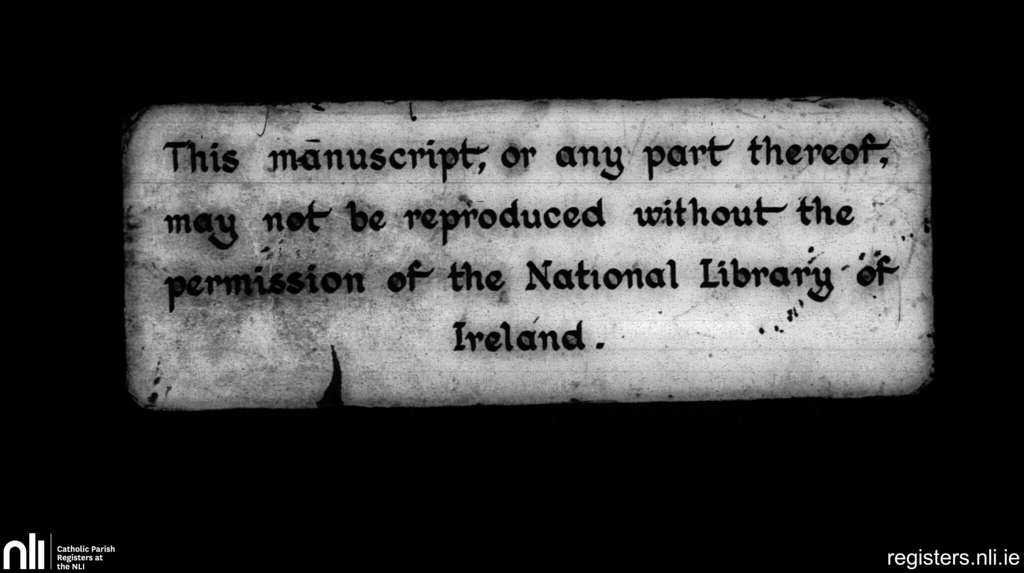 This manuscript, or any part thereof,
may not be reproduced without the
permission of the National Library of
Ireland.
nli
Catholic Parish
Registers at
the NLI
registers.nli.ie